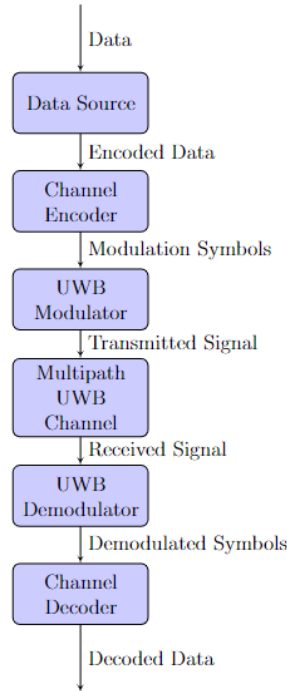 Data
Data Source
Encoded Data
Channel
Encoder
Modulation Symbols
UWB
Modulator
Transmitted Signal
Multipath
UWB
Channel
Received Signal
UWB
Demodulator
Demodulated Symbols
Channel
Decoder
Decoded Data